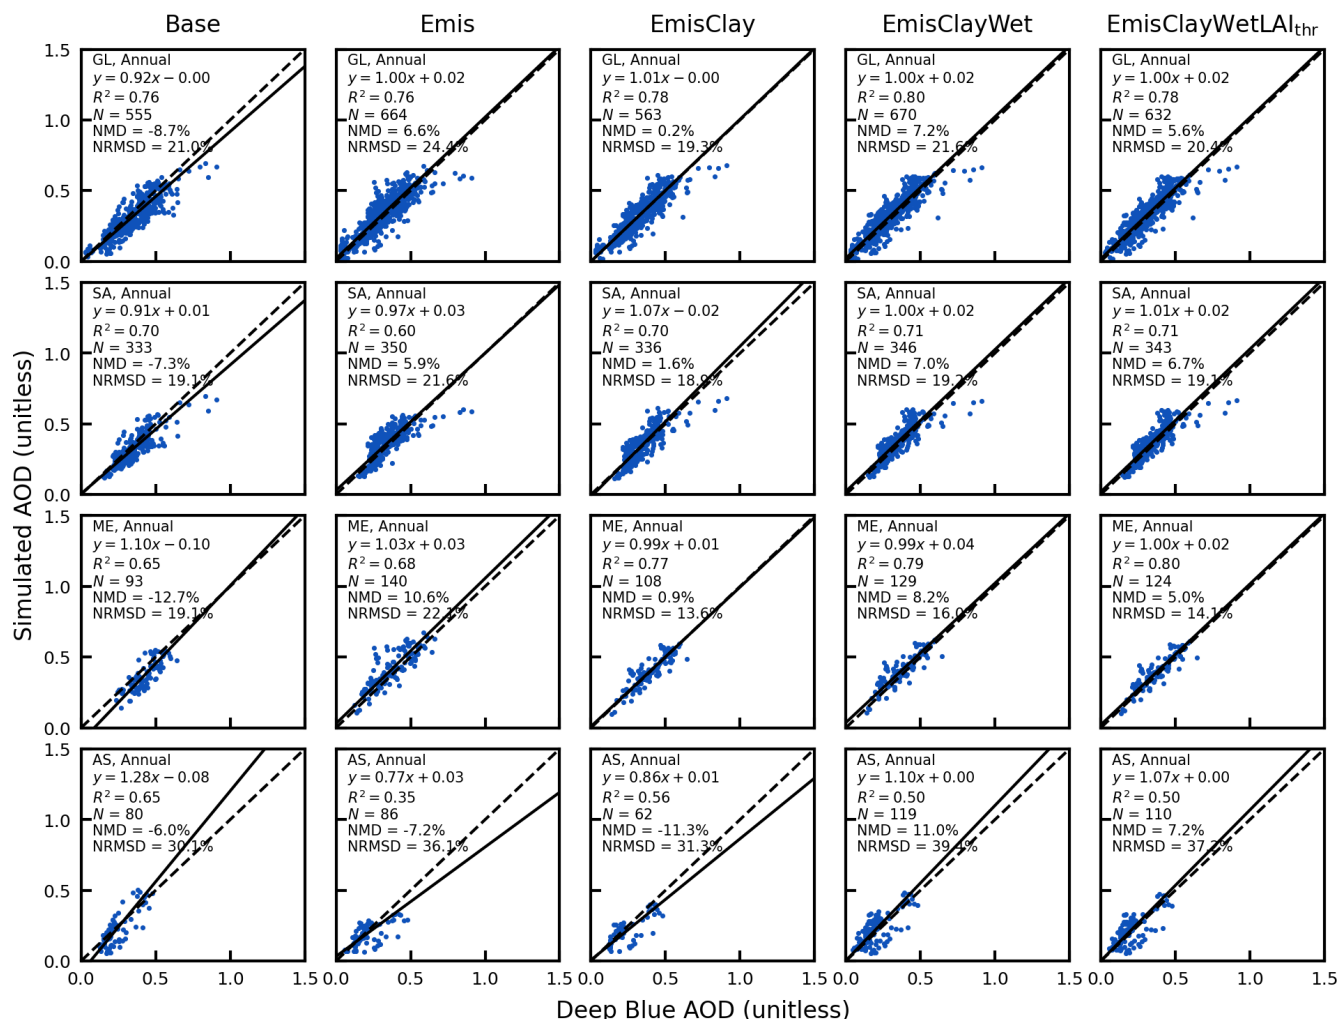 Base
Emis
EmisClay
EmisClayWet
EmisClayWetLAI_thr
Simulated AOD (unitless)
1.5
1.0
0.5
0.0
GL, Annual
y = 0.92x − 0.00
R² = 0.76
N = 555
NMD = -8.7%
NRMSD = 21.0%
GL, Annual
y = 1.00x + 0.02
R² = 0.76
N = 664
NMD = 6.6%
NRMSD = 24.4%
GL, Annual
y = 1.01x − 0.00
R² = 0.78
N = 563
NMD = 0.2%
NRMSD = 19.3%
GL, Annual
y = 1.00x + 0.02
R² = 0.80
N = 670
NMD = 7.2%
NRMSD = 21.6%
GL, Annual
y = 1.00x + 0.02
R² = 0.78
N = 632
NMD = 5.6%
NRMSD = 20.4%
1.5
1.0
0.5
0.0
SA, Annual
y = 0.91x + 0.01
R² = 0.70
N = 333
NMD = -7.3%
NRMSD = 19.1%
SA, Annual
y = 0.97x + 0.03
R² = 0.60
N = 350
NMD = 5.9%
NRMSD = 21.6%
SA, Annual
y = 1.07x − 0.02
R² = 0.70
N = 336
NMD = 1.6%
NRMSD = 18.9%
SA, Annual
y = 1.00x + 0.02
R² = 0.71
N = 346
NMD = 7.0%
NRMSD = 19.2%
SA, Annual
y = 1.01x + 0.02
R² = 0.71
N = 343
NMD = 6.7%
NRMSD = 19.1%
1.5
1.0
0.5
0.0
ME, Annual
y = 1.10x − 0.10
R² = 0.65
N = 93
NMD = -12.7%
NRMSD = 19.1%
ME, Annual
y = 1.03x + 0.03
R² = 0.68
N = 140
NMD = 10.6%
NRMSD = 22.1%
ME, Annual
y = 0.99x + 0.01
R² = 0.77
N = 108
NMD = 0.9%
NRMSD = 13.6%
ME, Annual
y = 0.99x + 0.04
R² = 0.79
N = 129
NMD = 8.2%
NRMSD = 16.0%
ME, Annual
y = 1.00x + 0.02
R² = 0.80
N = 124
NMD = 5.0%
NRMSD = 14.1%
1.5
1.0
0.5
0.0
AS, Annual
y = 1.28x − 0.08
R² = 0.65
N = 80
NMD = -6.0%
NRMSD = 30.1%
AS, Annual
y = 0.77x + 0.03
R² = 0.35
N = 86
NMD = -7.2%
NRMSD = 36.1%
AS, Annual
y = 0.86x + 0.01
R² = 0.56
N = 62
NMD = -11.3%
NRMSD = 31.3%
AS, Annual
y = 1.10x + 0.00
R² = 0.50
N = 119
NMD = 11.0%
NRMSD = 39.4%
AS, Annual
y = 1.07x + 0.00
R² = 0.50
N = 110
NMD = 7.2%
NRMSD = 37.2%
0.0 0.5 1.0 1.5
0.0 0.5 1.0 1.5
0.0 0.5 1.0 1.5
0.0 0.5 1.0 1.5
0.0 0.5 1.0 1.5
Deep Blue AOD (unitless)